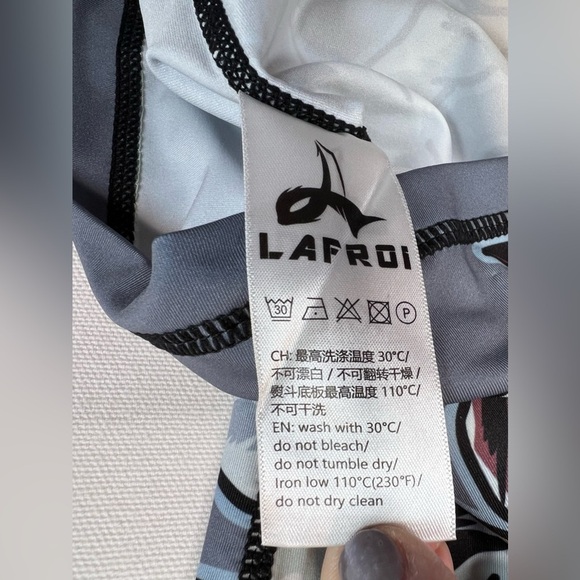 LAFROI
30 P
CH: 最高洗涤温度 30°C/
不可漂白 / 不可翻转干燥 /
熨斗底板最高温度 110°C/
不可干洗
EN: wash with 30°C/
do not bleach/
do not tumble dry/
Iron low 110°C(230°F)/
do not dry clean